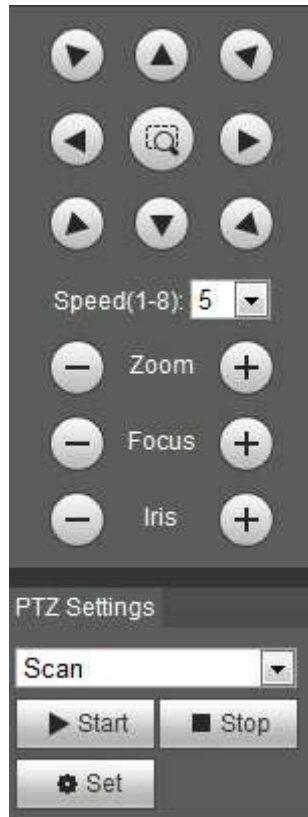 Speed(1-8): 5
Zoom
Focus
Iris
PTZ Settings
Scan
Start Stop
Set